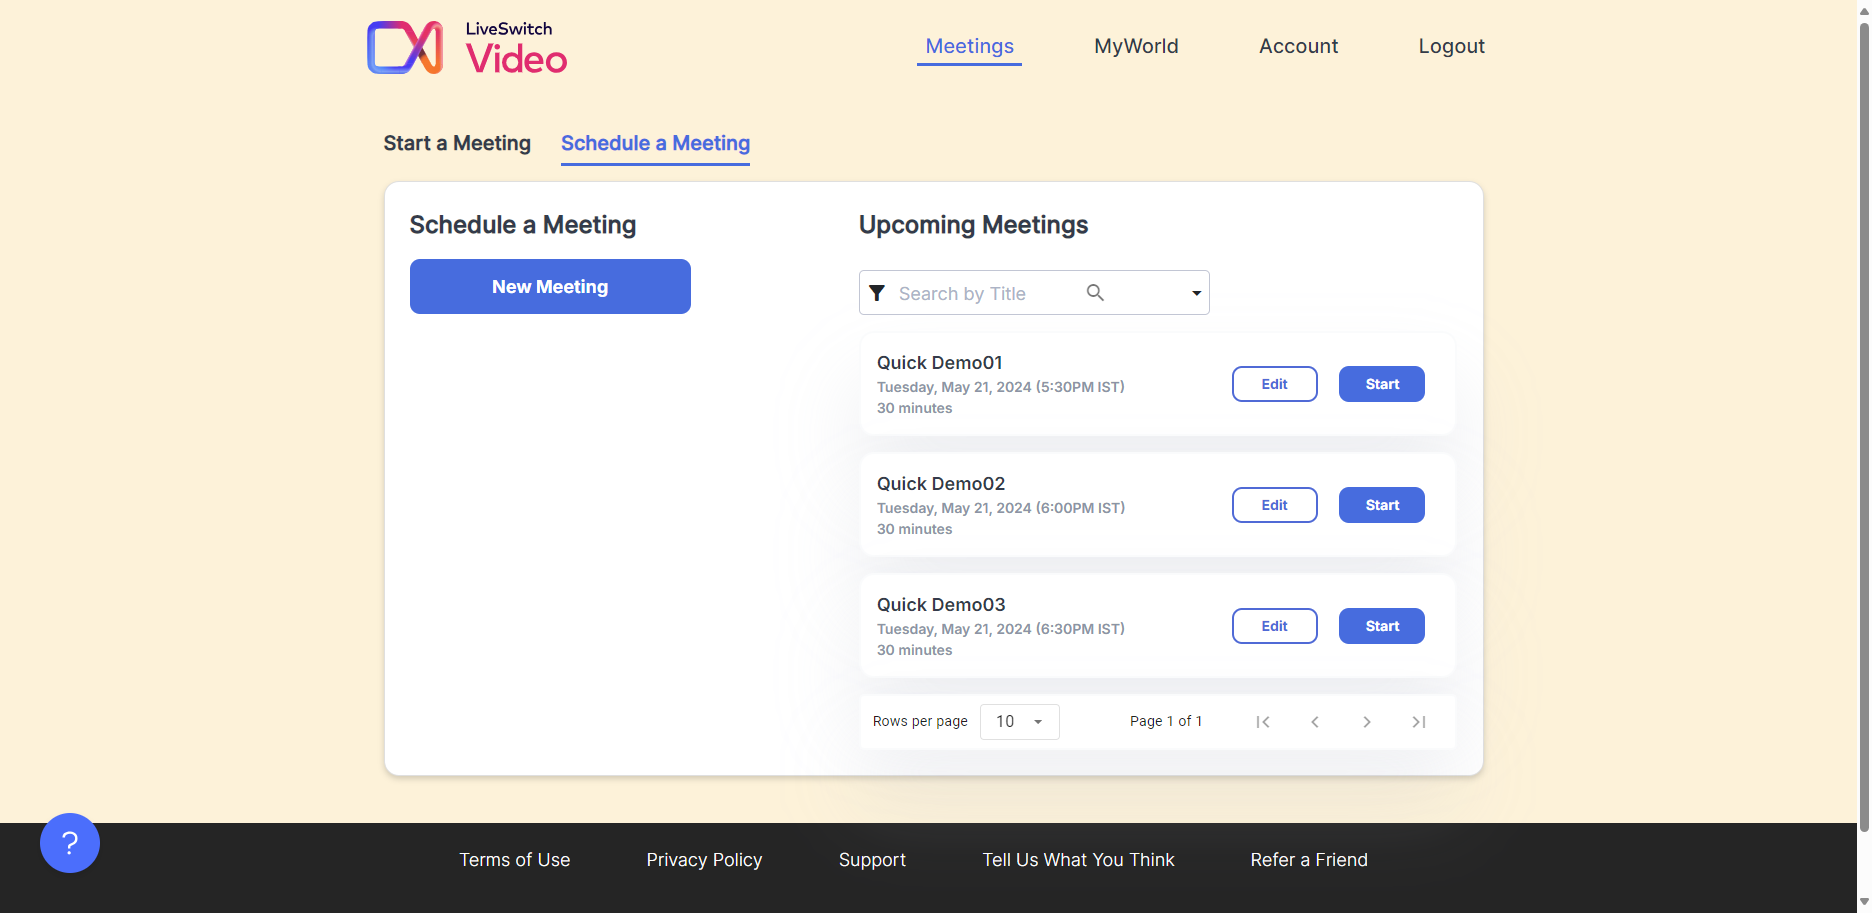 LiveSwitch
Video
Meetings
MyWorld
Account
Logout
Start a Meeting
Schedule a Meeting
Schedule a Meeting
New Meeting
Upcoming Meetings
Search by Title
Quick Demo01
Tuesday, May 21, 2024 (5:30PM IST)
30 minutes
Edit
Start
Quick Demo02
Tuesday, May 21, 2024 (6:00PM IST)
30 minutes
Edit
Start
Quick Demo03
Tuesday, May 21, 2024 (6:30PM IST)
30 minutes
Edit
Start
Rows per page
10
Page 1 of 1
?
Terms of Use
Privacy Policy
Support
Tell Us What You Think
Refer a Friend